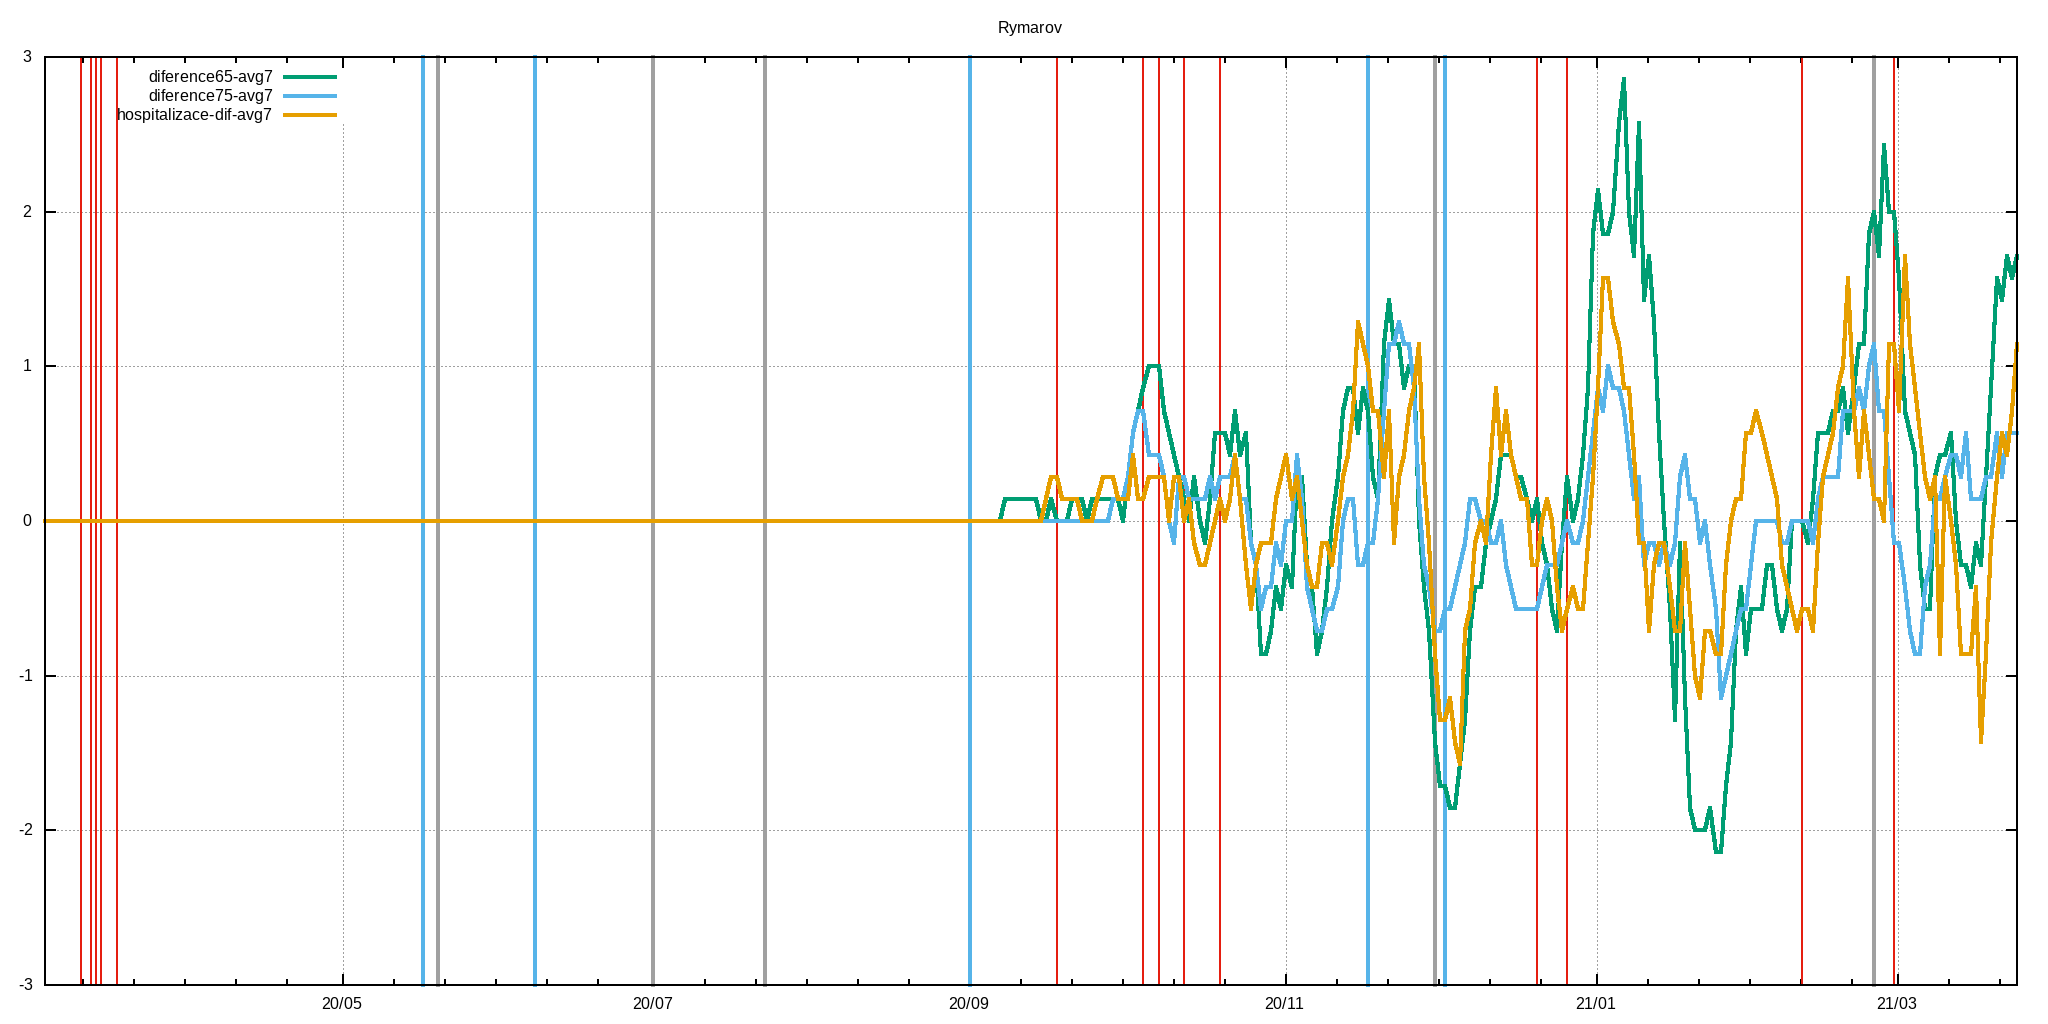 Rymarov
3
diference65-avg7
diference75-avg7
hospitalizace-dif-avg7
2
1
0
-1
-2
-3
20/05 20/07 20/09 20/11 21/01 21/03